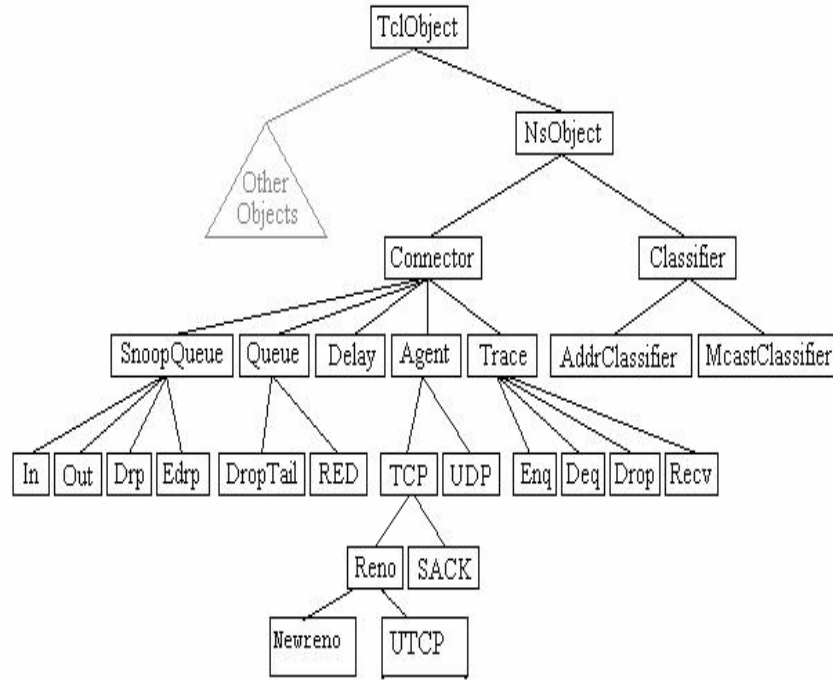 TclObject
NsObject
Other
Objects
Connector
Classifier
SnoopQueue
Queue
Delay
Agent
Trace
AddrClassifier
McastClassifier
In
Out
Drp
Edrp
DropTail
RED
TCP
UDP
Enq
Deq
Drop
Recv
Reno
SACK
Newreno
UTCP